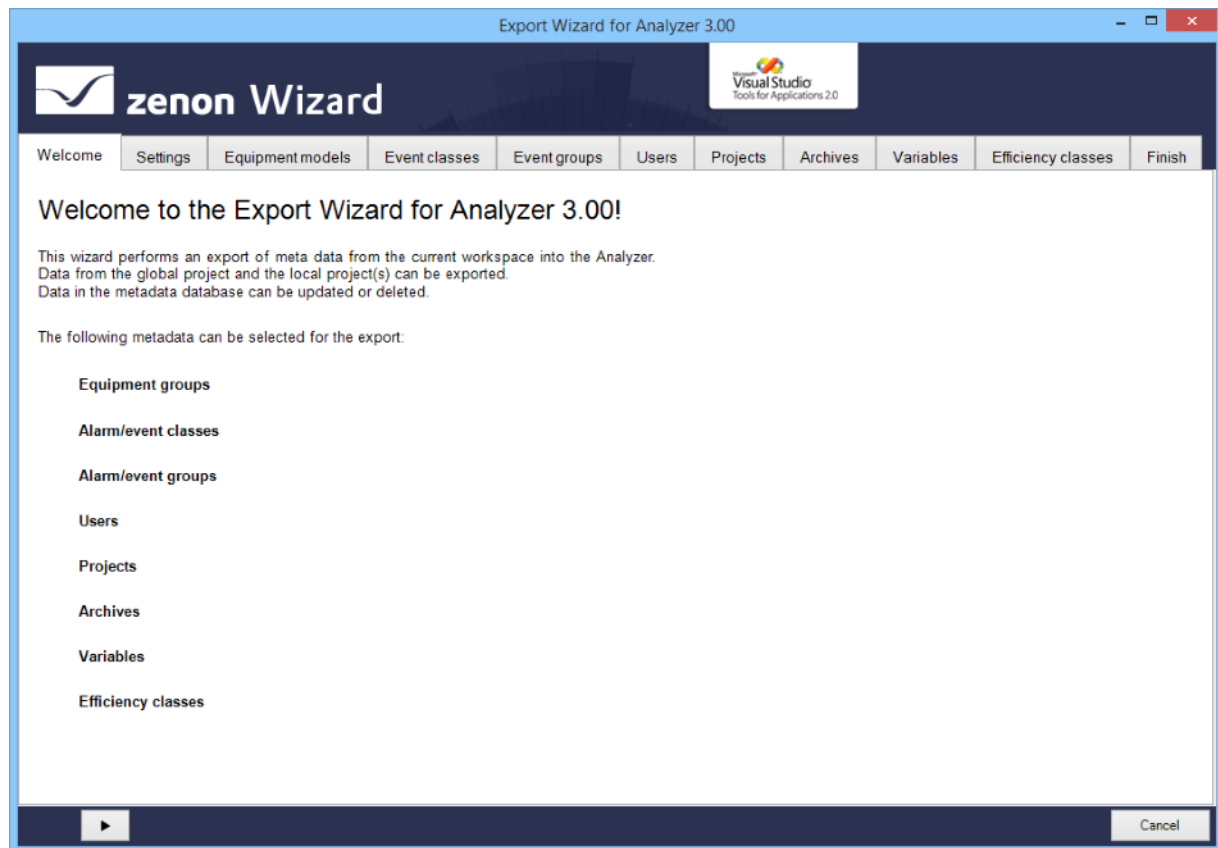 Export Wizard for Analyzer 3.00
zenon Wizard
Microsoft
Visual Studio
Tools for Applications 2.0
Welcome
Settings
Equipment models
Event classes
Event groups
Users
Projects
Archives
Variables
Efficiency classes
Finish
Welcome to the Export Wizard for Analyzer 3.00!
This wizard performs an export of meta data from the current workspace into the Analyzer.
Data from the global project and the local project(s) can be exported.
Data in the metadata database can be updated or deleted.
The following metadata can be selected for the export:
Equipment groups
Alarm/event classes
Alarm/event groups
Users
Projects
Archives
Variables
Efficiency classes
Cancel